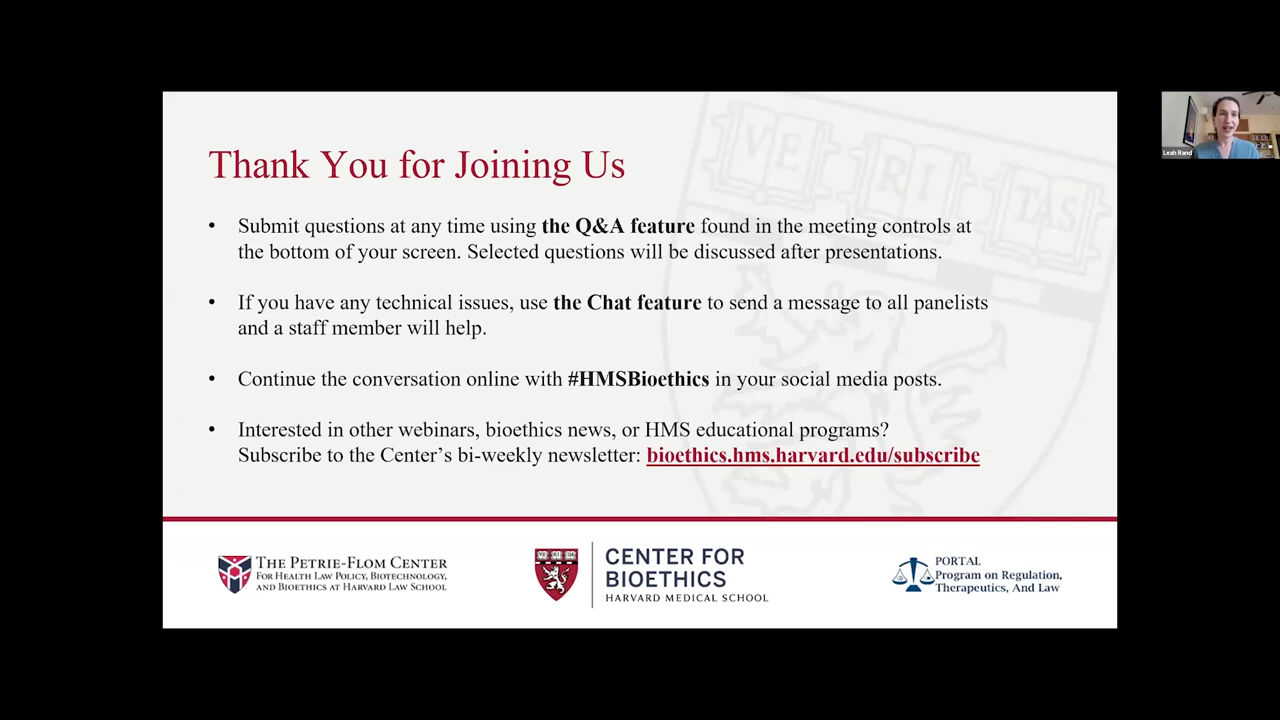 Thank You for Joining Us
• Submit questions at any time using the Q&A feature found in the meeting controls at
the bottom of your screen. Selected questions will be discussed after presentations.
• If you have any technical issues, use the Chat feature to send a message to all panelists
and a staff member will help.
• Continue the conversation online with #HMSBioethics in your social media posts.
• Interested in other webinars, bioethics news, or HMS educational programs?
Subscribe to the Center's bi-weekly newsletter: bioethics.hms.harvard.edu/subscribe
THE PETRIE-FLOM CENTER
FOR HEALTH LAW POLICY, BIOTECHNOLOGY,
AND BIOETHICS AT HARVARD LAW SCHOOL
CENTER FOR
BIOETHICS
HARVARD MEDICAL SCHOOL
PORTAL
Program on Regulation,
Therapeutics, And Law
Leah Rand